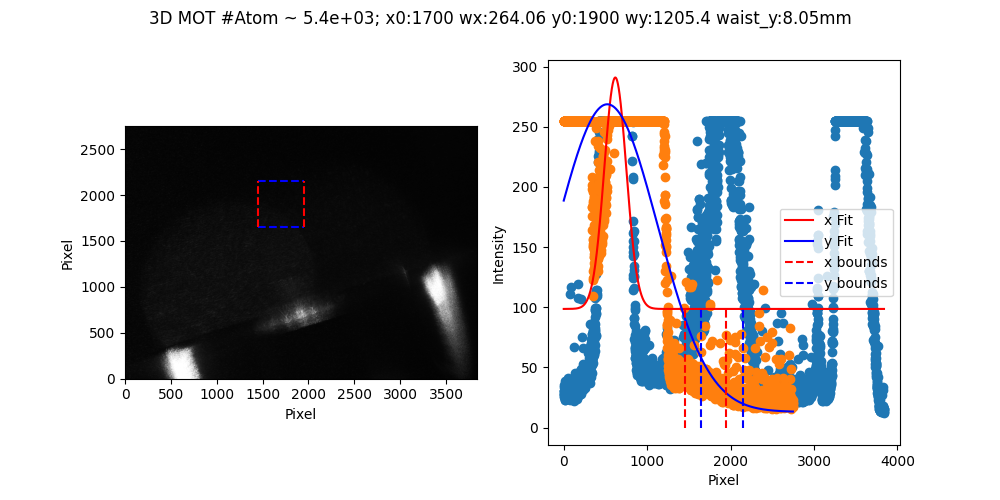 3D MOT #Atom ~ 5.4e+03; x0:1700 wx:264.06 y0:1900 wy:1205.4 waist_y:8.05mm
2500
2000
1500
1000
500
0
Pixel
0 500 1000 1500 2000 2500 3000 3500
Pixel
300
250
200
150
100
50
0
Intensity
x Fit
y Fit
x bounds
y bounds
0 1000 2000 3000 4000
Pixel